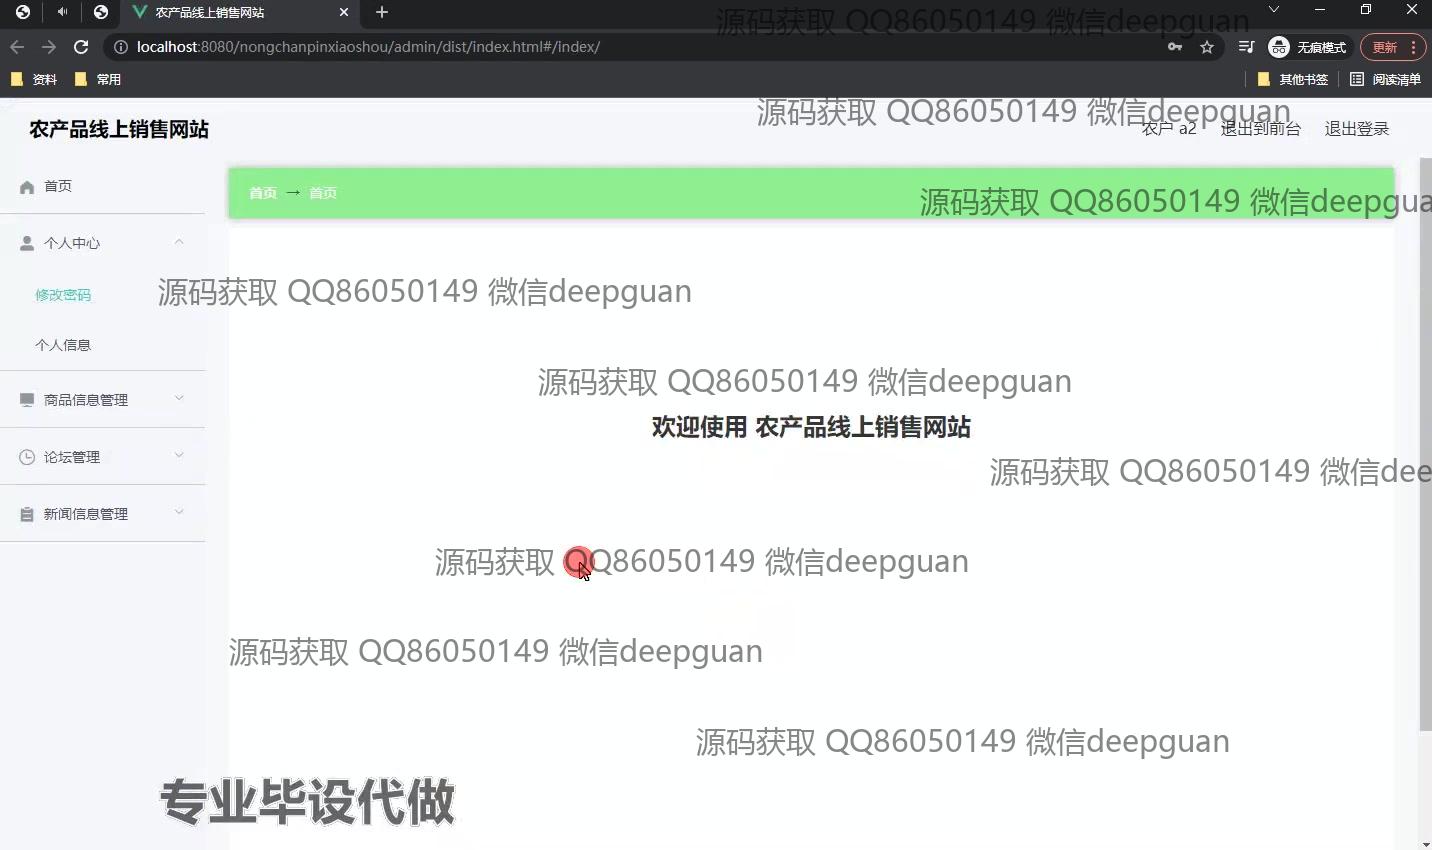 农产品线上销售网站
源码获取 QQ86050149 微信deepguan
localhost:8080/nongchanpinxiaoshou/admin/dist/index.html#/index/
无痕模式
更新
资料
常用
其他书签
阅读清单
源码获取 QQ86050149 微信deepguan
农产品线上销售网站
农户 a2
退出到前台
退出登录
首页
首页 → 首页
源码获取 QQ86050149 微信deepgua
个人中心
修改密码
源码获取 QQ86050149 微信deepguan
个人信息
源码获取 QQ86050149 微信deepguan
商品信息管理
欢迎使用 农产品线上销售网站
论坛管理
源码获取 QQ86050149 微信dee
新闻信息管理
源码获取 QQ86050149 微信deepguan
源码获取 QQ86050149 微信deepguan
源码获取 QQ86050149 微信deepguan
专业毕设代做